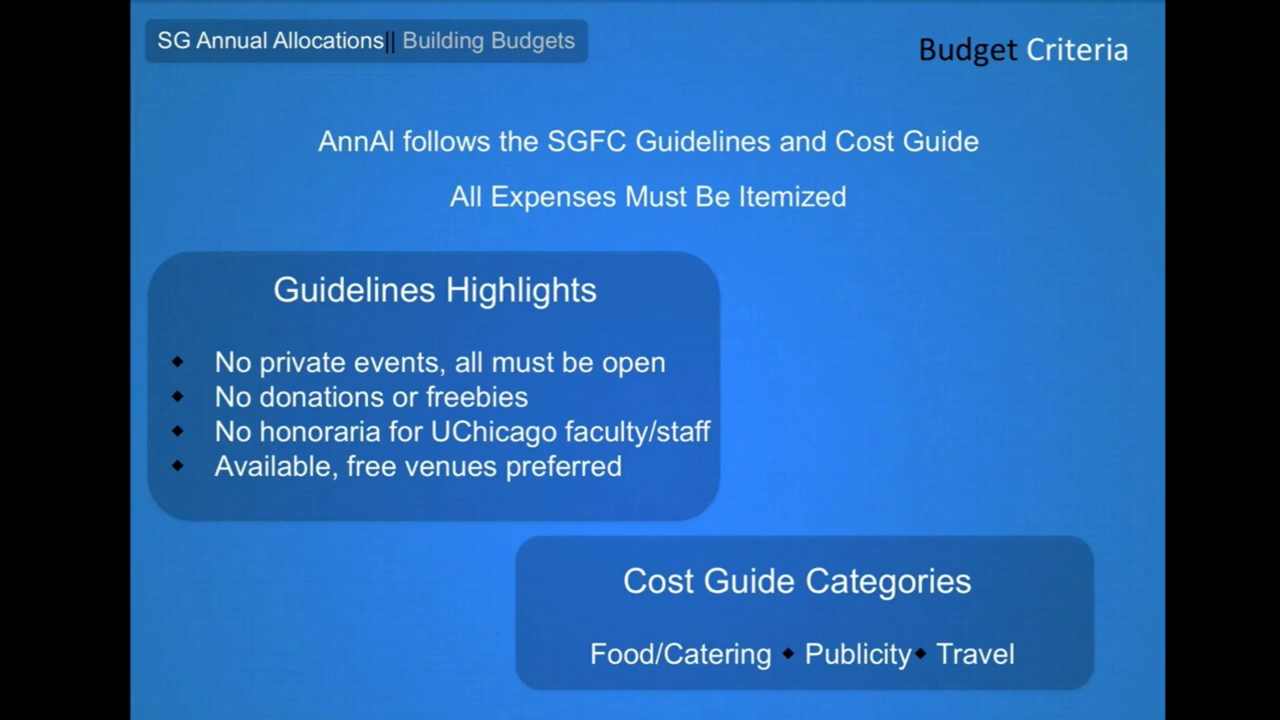 SG Annual Allocations|| Building Budgets
Budget Criteria
AnnAl follows the SGFC Guidelines and Cost Guide
All Expenses Must Be Itemized
Guidelines Highlights
◆ No private events, all must be open
◆ No donations or freebies
◆ No honoraria for UChicago faculty/staff
◆ Available, free venues preferred
Cost Guide Categories
Food/Catering ◆ Publicity◆ Travel